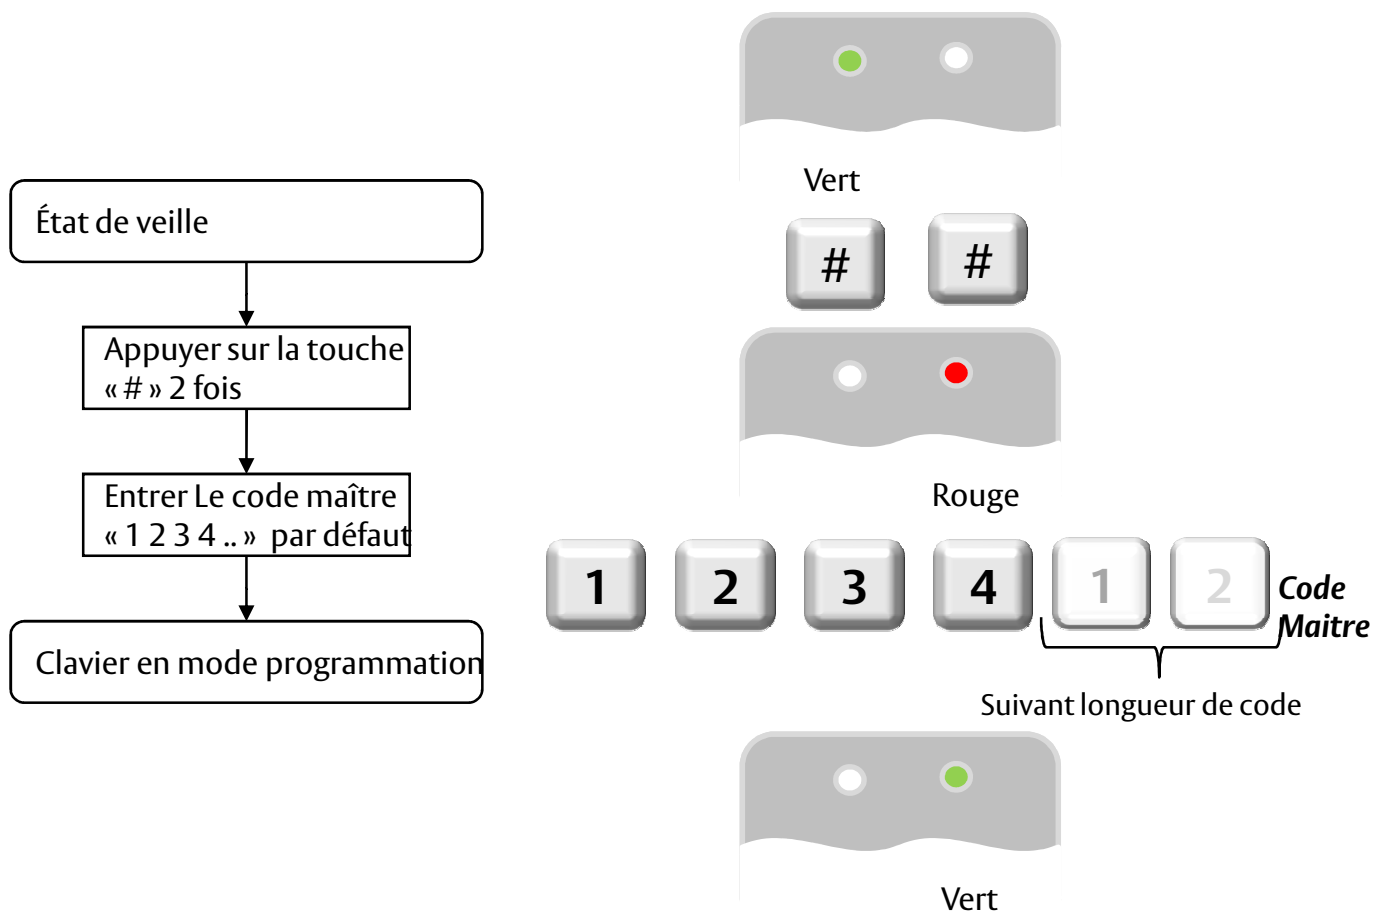 Vert
État de veille
# #
Appuyer sur la touche
« # » 2 fois
Rouge
Entrer Le code maître
« 1 2 3 4 .. » par défaut
1 2 3 4 1 2
Code
Maitre
Clavier en mode programmation
Suivant longueur de code
Vert